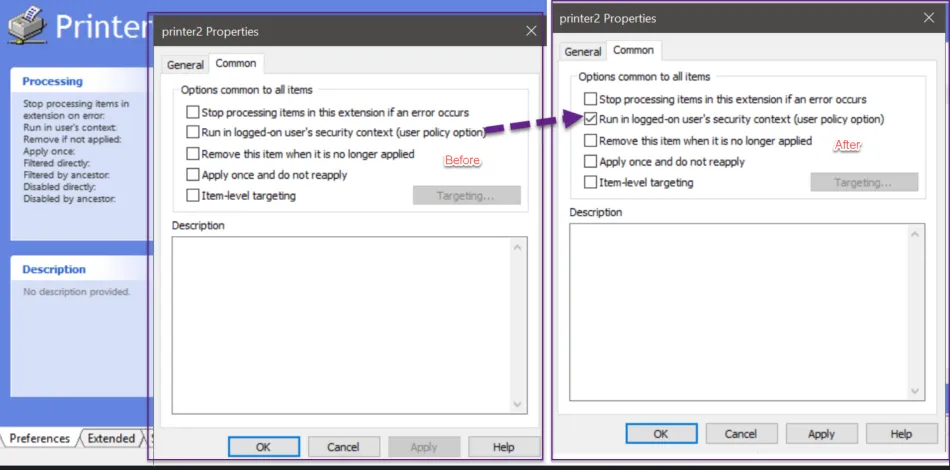 Printer
Processing
Stop processing items in
extension on error:
Run in user's context:
Remove if not applied:
Apply once:
Filtered directly:
Filtered by ancestor:
Disabled directly:
Disabled by ancestor:
Description
No description provided.
Preferences
Extended
printer2 Properties
General
Common
Options common to all items
Stop processing items in this extension if an error occurs
Run in logged-on user's security context (user policy option)
Remove this item when it is no longer applied
Before
Apply once and do not reapply
Item-level targeting
Targeting...
Description
OK
Cancel
Apply
Help
printer2 Properties
General
Common
Options common to all items
Stop processing items in this extension if an error occurs
Run in logged-on user's security context (user policy option)
Remove this item when it is no longer applied
After
Apply once and do not reapply
Item-level targeting
Targeting...
Description
OK
Cancel
Apply
Help